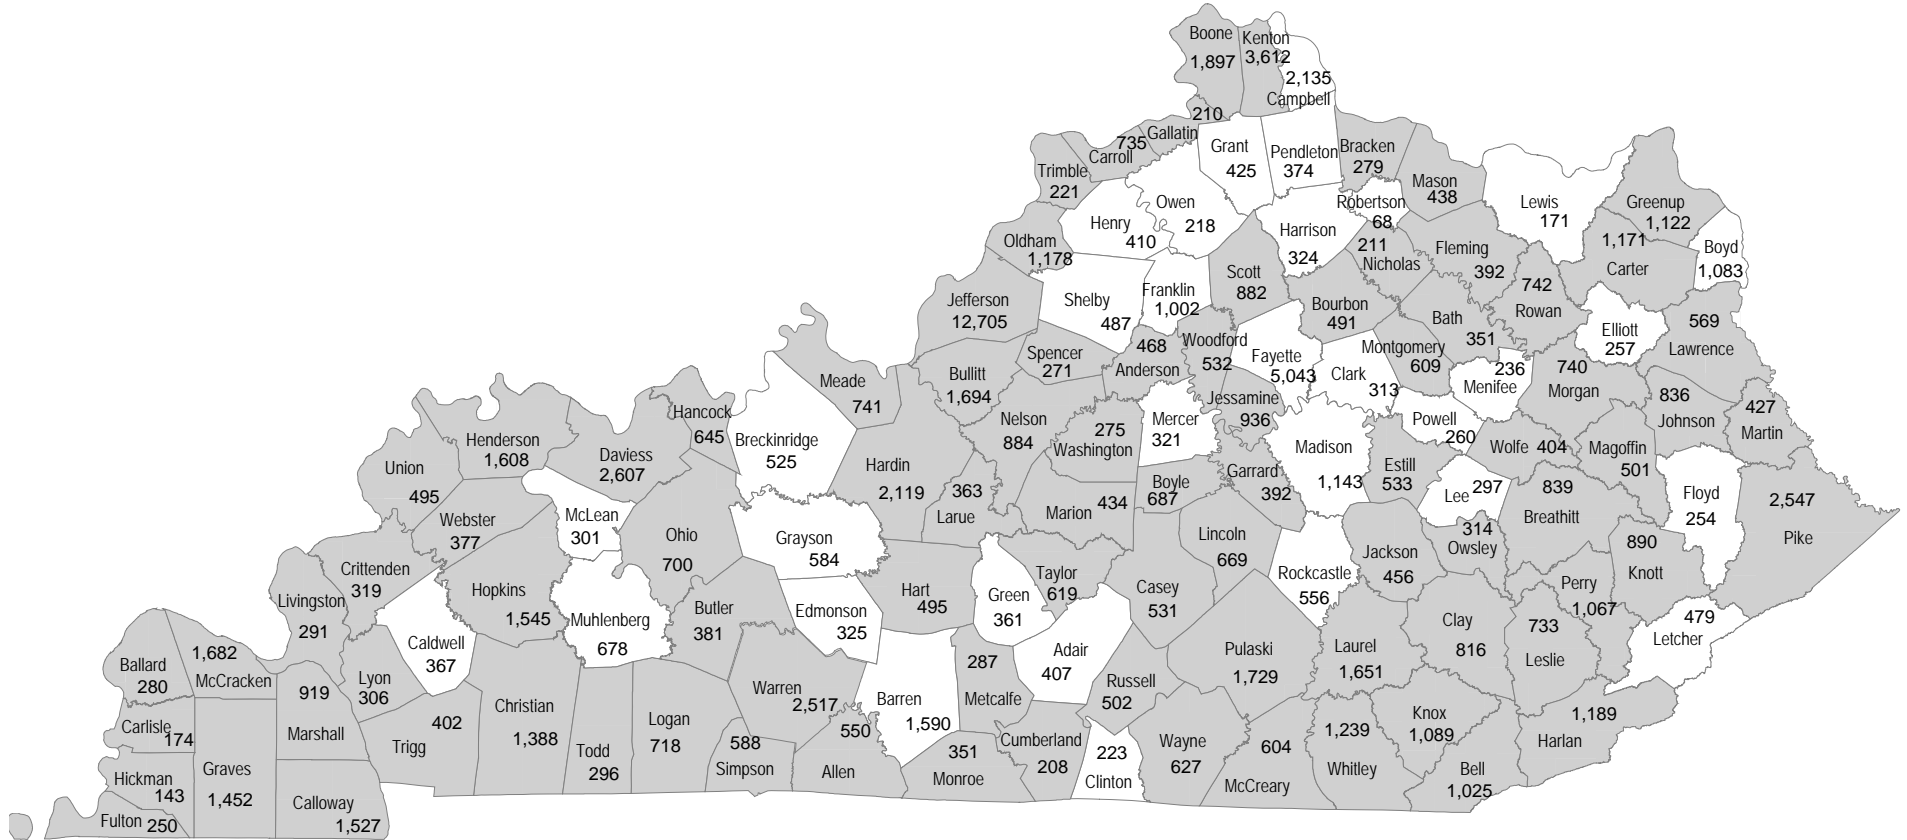 Boone
1,897
Kenton
3,612
2,135
Campbell
210
Gallatin
735
Carroll
Trimble
221
Grant
425
Pendleton
374
Bracken
279
Mason
438
Robertson
68
Lewis
171
Greenup
1,122
1,171
Carter
Boyd
1,083
Owen
218
Henry
410
Oldham
1,178
Harrison
324
211
Nicholas
Fleming
392
742
Rowan
Jefferson
12,705
Shelby
487
Franklin
1,002
Scott
882
Bourbon
491
Bath
351
Elliott
257
569
Lawrence
Spencer
271
468
Anderson
Woodford
532
Fayette
5,043
Clark
313
Montgomery
609
236
Menifee
740
Morgan
836
Johnson
427
Martin
Meade
741
Bullitt
1,694
Nelson
884
275
Washington
Mercer
321
Jessamine
936
Madison
1,143
Powell
260
Estill
533
Wolfe 404
Magoffin
501
Lee 297
Floyd
254
2,547
Pike
Hancock
645
Breckinridge
525
Hardin
2,119
363
Larue
Marion 434
Boyle
687
Garrard
392
Lincoln
669
839
Breathitt
314
Owsley
Jackson
456
890
Knott
Union
495
Henderson
1,608
Daviess
2,607
Webster
377
McLean
301
Ohio
700
Grayson
584
Hart
495
Green
361
Taylor
619
Casey
531
Rockcastle
556
Clay
816
Perry
1,067
733
Leslie
479
Letcher
Crittenden
319
Livingston
291
Hopkins
1,545
Muhlenberg
678
Butler
381
Edmonson
325
Caldwell
367
Adair
407
287
Metcalfe
Russell
502
Pulaski
1,729
Laurel
1,651
Ballard
280
1,682
McCracken
919
Marshall
Lyon
306
402
Trigg
Christian
1,388
Todd
296
Logan
718
Warren
2,517
588
Simpson
550
Allen
Barren
1,590
351
Monroe
Cumberland
208
223
Clinton
Wayne
627
604
McCreary
1,239
Whitley
Knox
1,089
Bell
1,025
1,189
Harlan
Carlisle
174
Hickman
143
Fulton 250
Graves
1,452
Calloway
1,527